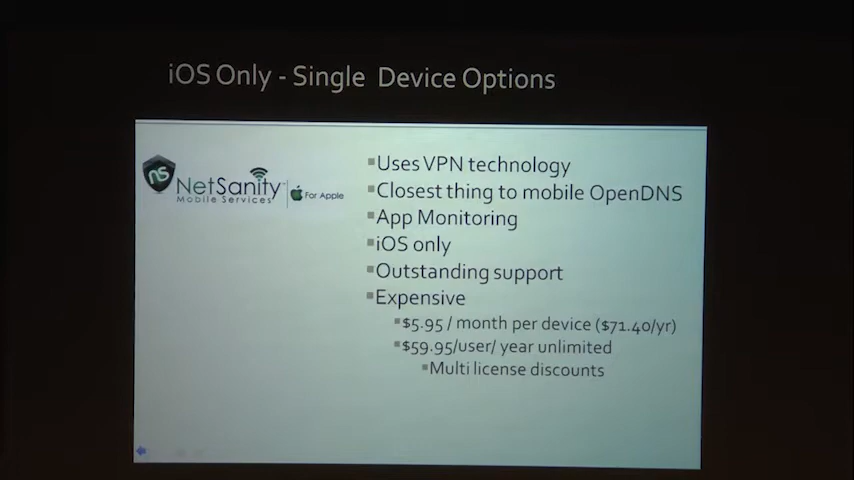 iOS Only - Single Device Options
ns NetSanity
Mobile Services
For Apple
Uses VPN technology
Closest thing to mobile OpenDNS
App Monitoring
iOS only
Outstanding support
Expensive
$5.95 / month per device ($71.40/yr)
$59.95/user/ year unlimited
Multi license discounts